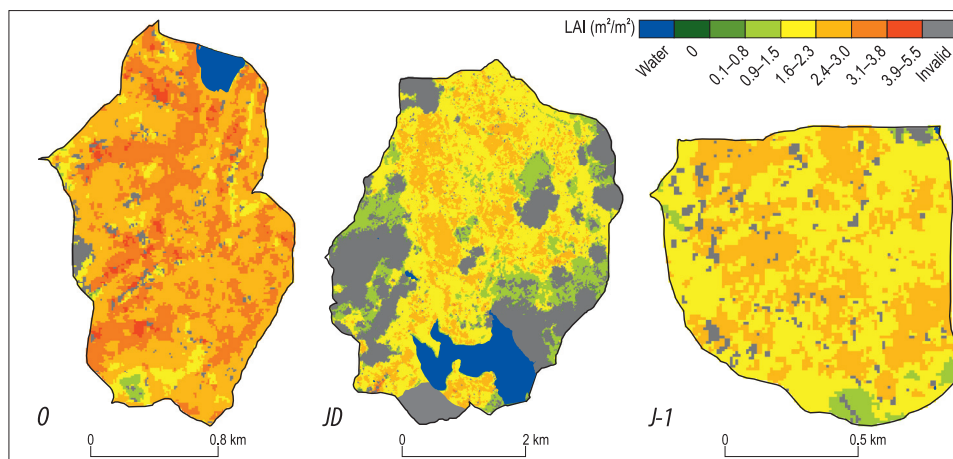 LAI (m²/m²)
Water
0
0.1–0.8
0.9–1.5
1.6–2.3
2.4–3.0
3.1–3.8
3.9–5.5
Invalid
O
JD
J-1
0 0.8 km
0 2 km
0 0.5 km